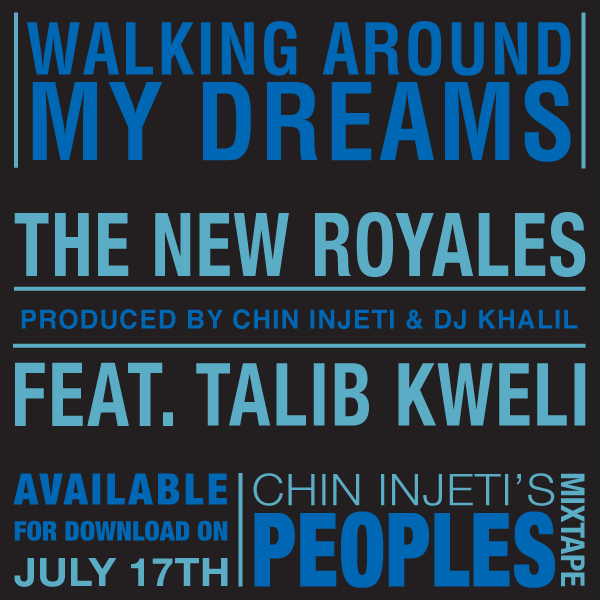 WALKING AROUND
MY DREAMS
THE NEW ROYALES
PRODUCED BY CHIN INJETI & DJ KHALIL
FEAT. TALIB KWELI
AVAILABLE
FOR DOWNLOAD ON
JULY 17TH
CHIN INJETI'S
PEOPLES
MIXTAPE